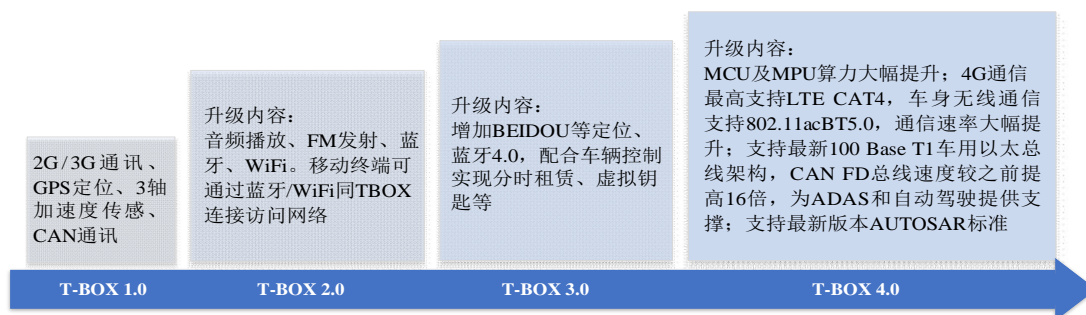 2G/3G通讯、
GPS定位、3轴
加速度传感、
CAN通讯
升级内容：
音频播放、FM发射、蓝
牙、WiFi。移动终端可
通过蓝牙/WiFi同TBOX
连接访问网络
升级内容：
增加BEIDOU等定位、
蓝牙4.0，配合车辆控制
实现分时租赁、虚拟钥
匙等
升级内容：
MCU及MPU算力大幅提升；4G通信
最高支持LTE CAT4，车身无线通信
支持802.11acBT5.0，通信速率大幅提
升；支持最新100 Base T1车用以太总
线架构，CAN FD总线速度较之前提
高16倍，为ADAS和自动驾驶提供支
撑；支持最新版本AUTOSAR标准
T-BOX 1.0
T-BOX 2.0
T-BOX 3.0
T-BOX 4.0